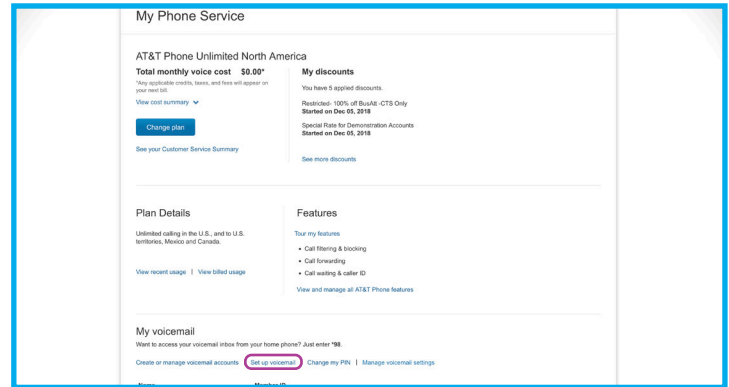 My Phone Service
AT&T Phone Unlimited North America
Total monthly voice cost $0.00*
*Any applicable credits, taxes, and fees will appear on
your next bill.
View cost summary
Change plan
See your Customer Service Summary
My discounts
You have 5 applied discounts.
Restricted- 100% off BusAtt -CTS Only
Started on Dec 05, 2018
Special Rate for Demonstration Accounts
Started on Dec 05, 2018
See more discounts
Plan Details
Unlimited calling in the U.S., and to U.S.
territories, Mexico and Canada.
View recent usage | View billed usage
Features
Tour my features
• Call filtering & blocking
• Call forwarding
• Call waiting & caller ID
View and manage all AT&T Phone features
My voicemail
Want to access your voicemail inbox from your home phone? Just enter *98.
Create or manage voicemail accounts Set up voicemail Change my PIN | Manage voicemail settings
Name Member ID